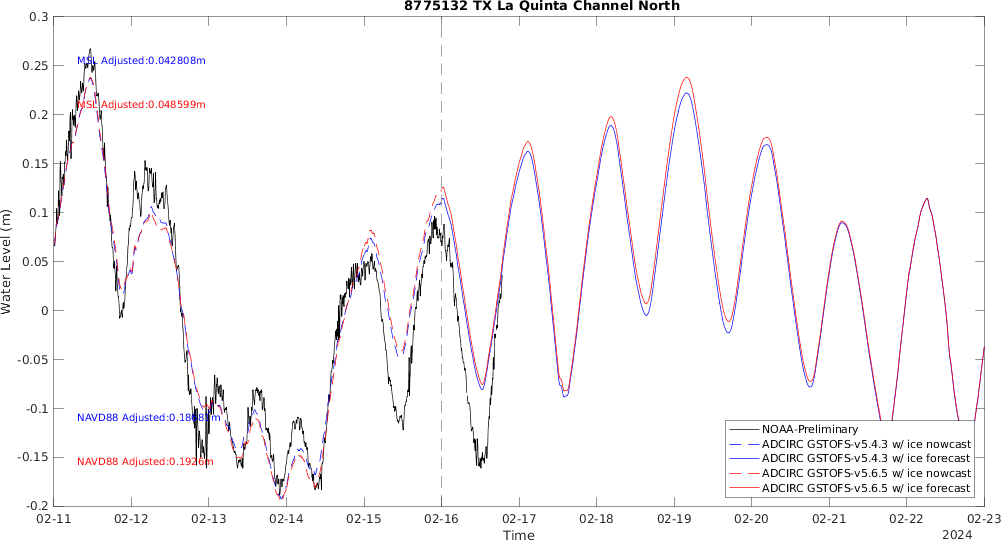 8775132 TX La Quinta Channel North
0.3
0.25
0.2
0.15
0.1
0.05
0
-0.05
-0.1
-0.15
-0.2
Water Level (m)
MSL Adjusted:0.042808m
MSL Adjusted:0.048599m
NAVD88
NAVD88
NOAA-Preliminary
ADCIRC GSTOFS-v5.4.3 w/ ice nowcast
ADCIRC GSTOFS-v5.4.3 w/ ice forecast
ADCIRC GSTOFS-v5.6.5 w/ ice nowcast
ADCIRC GSTOFS-v5.6.5 w/ ice forecast
02-11 02-12 02-13 02-14 02-15 02-16 02-17 02-18 02-19 02-20 02-21 02-22 02-23
Time
2024